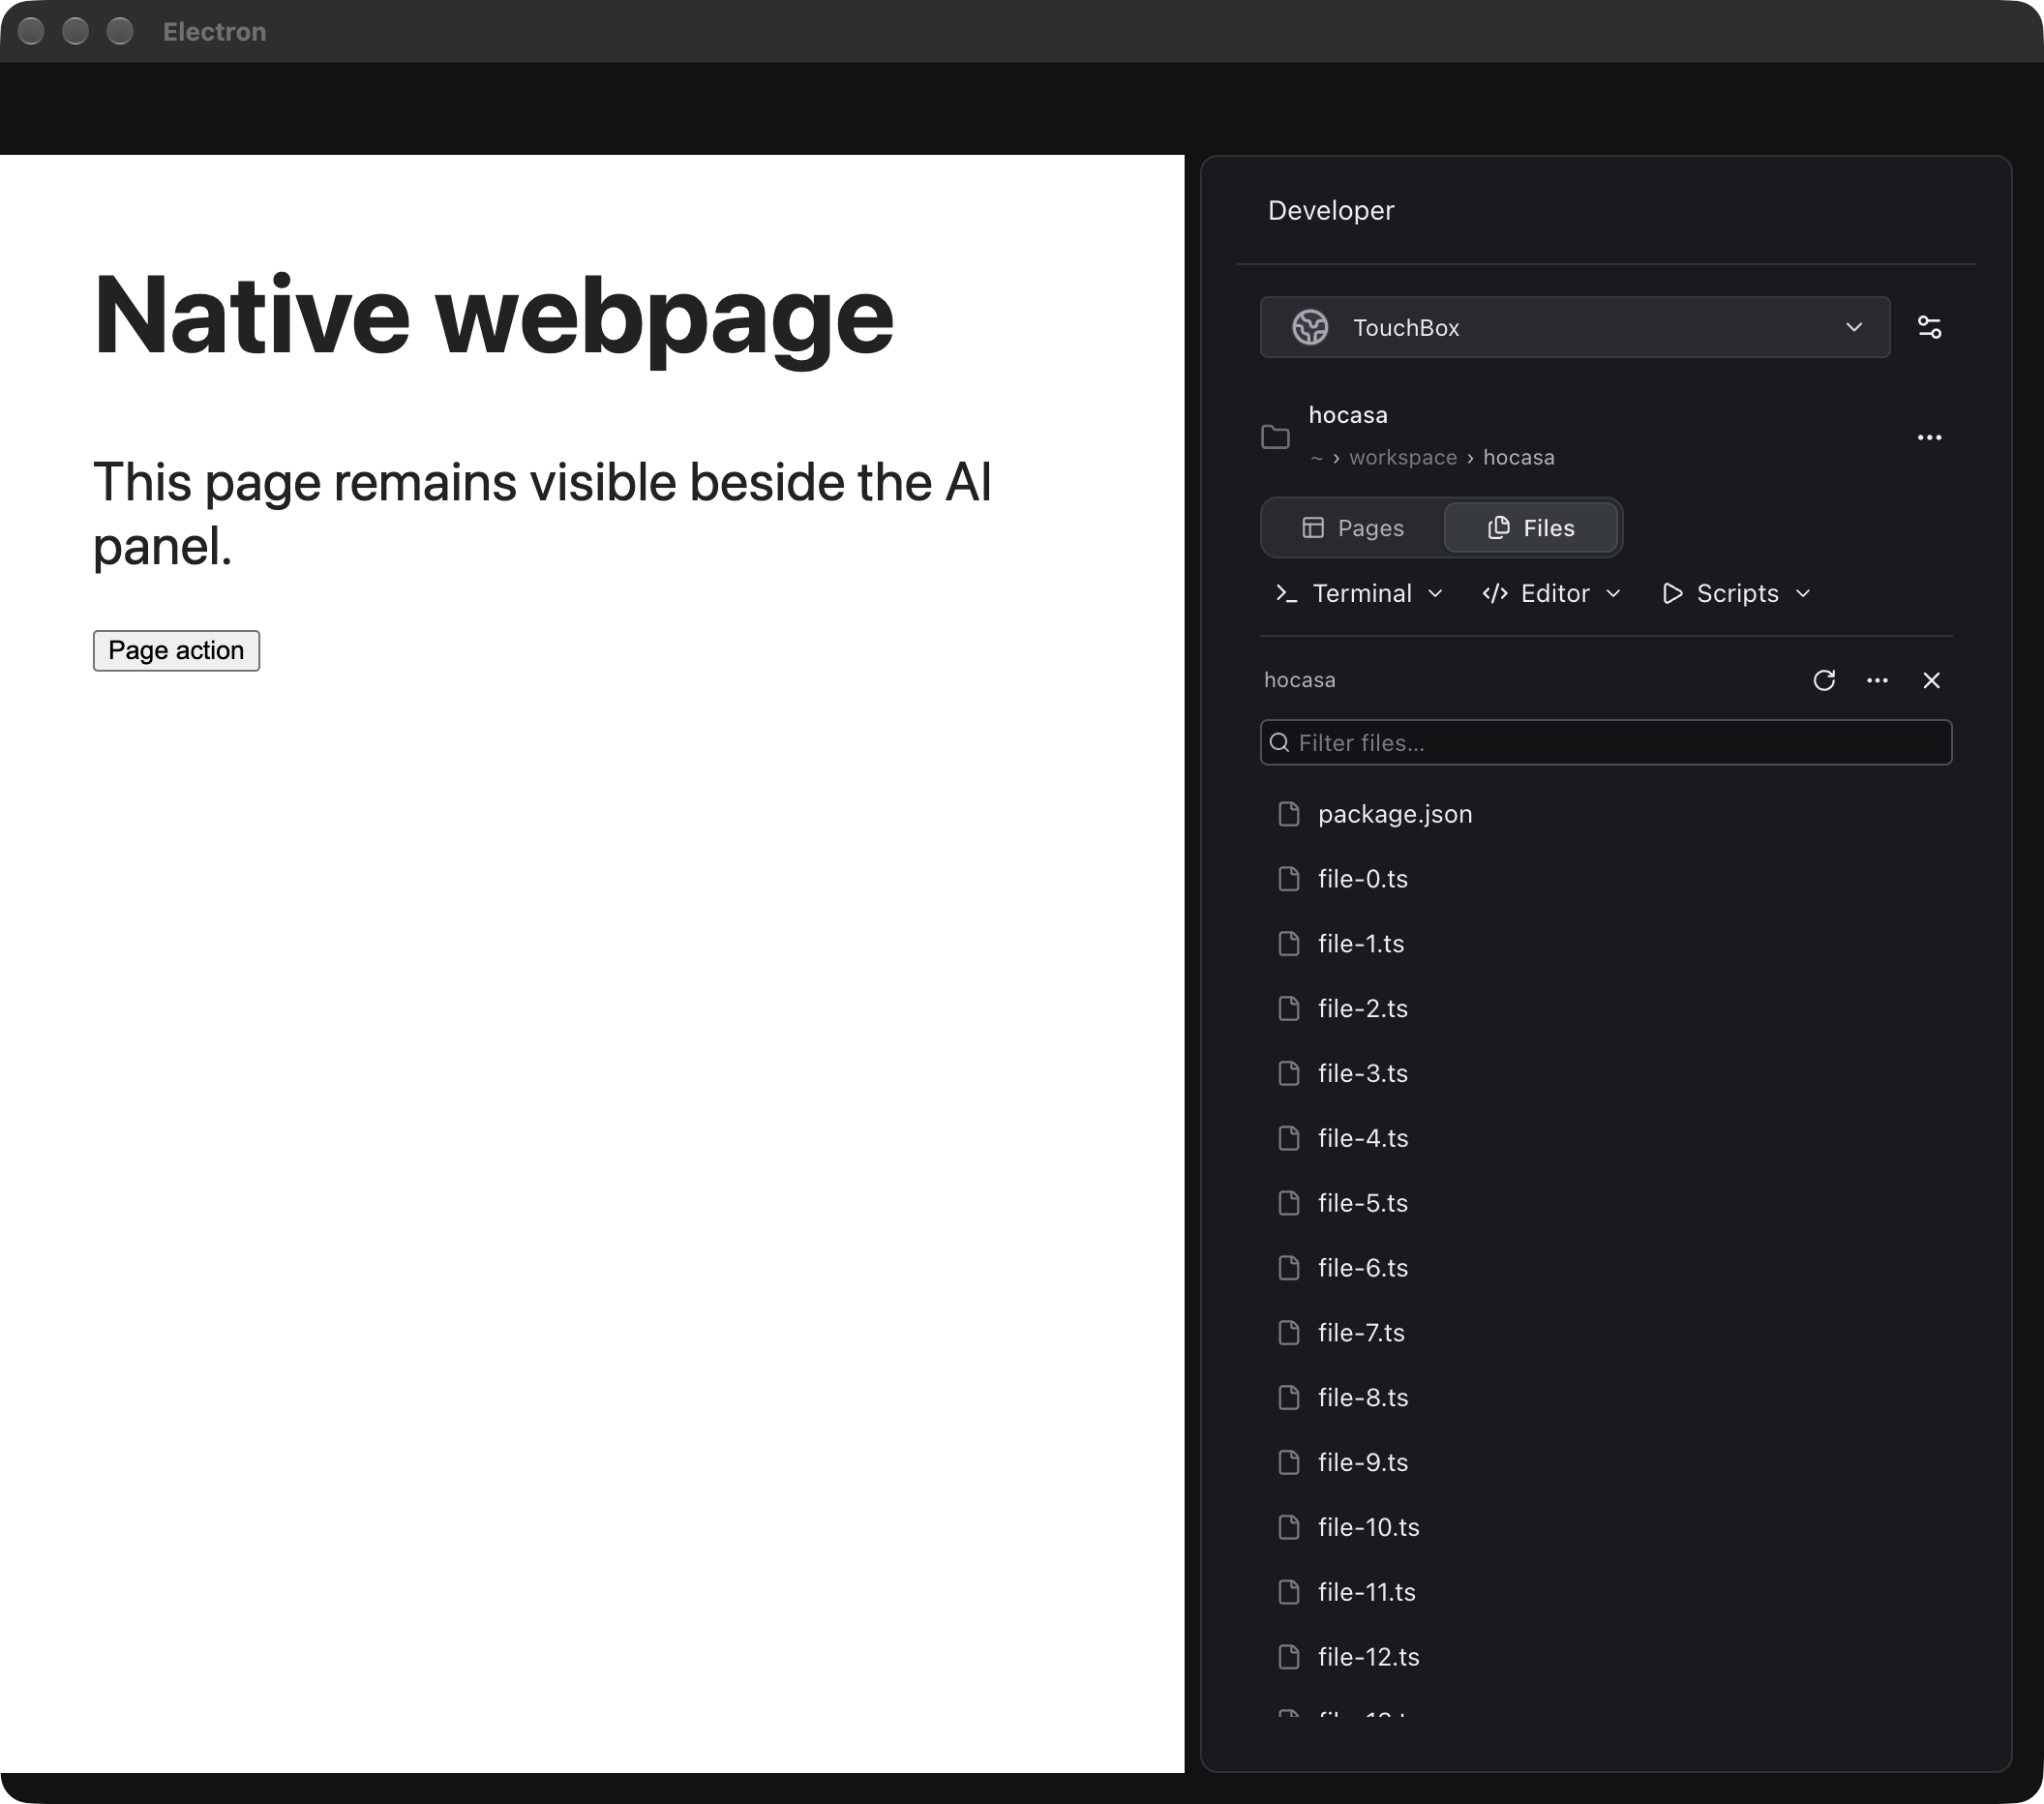 Electron
Native webpage
This page remains visible beside the AI
panel.
Page action
Developer
TouchBox
hocasa
~ › workspace › hocasa
Pages Files
Terminal Editor Scripts
hocasa
Filter files...
package.json
file-0.ts
file-1.ts
file-2.ts
file-3.ts
file-4.ts
file-5.ts
file-6.ts
file-7.ts
file-8.ts
file-9.ts
file-10.ts
file-11.ts
file-12.ts